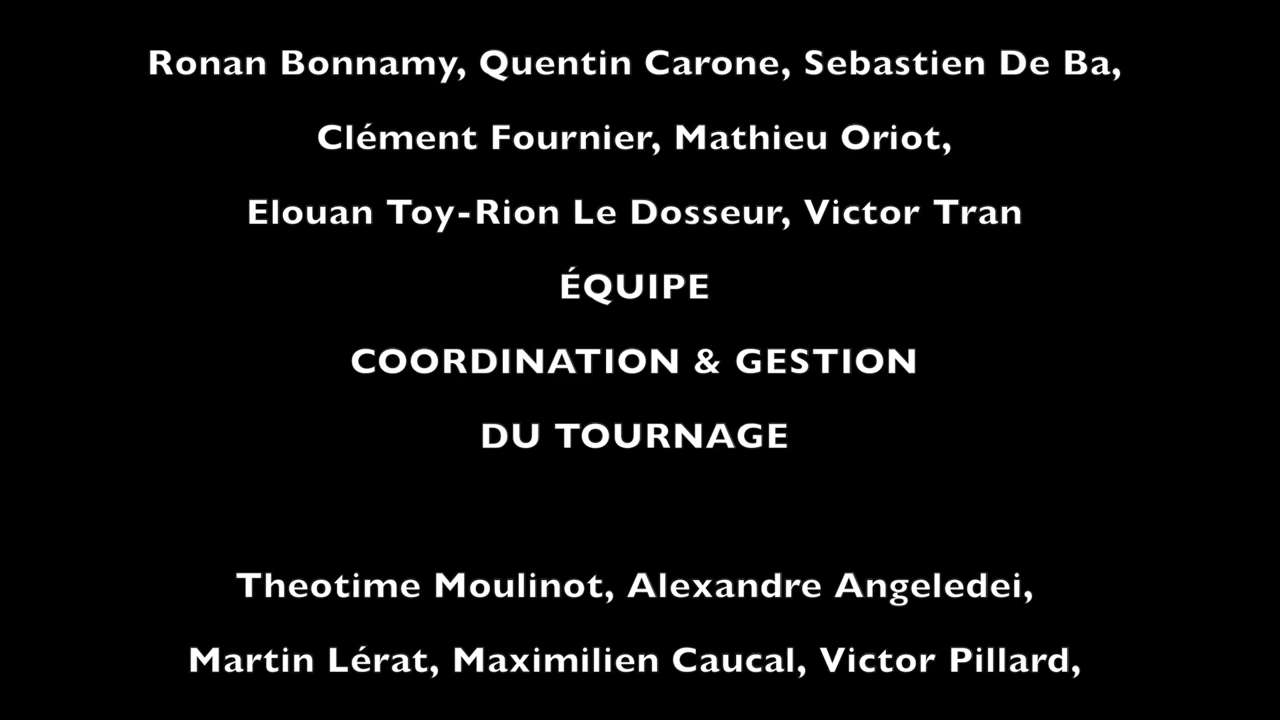 Ronan Bonnamy, Quentin Carone, Sebastien De Ba,
Clément Fournier, Mathieu Oriot,
Elouan Toy-Rion Le Dosseur, Victor Tran
ÉQUIPE
COORDINATION & GESTION
DU TOURNAGE
Theotime Moulinot, Alexandre Angeledei,
Martin Lérat, Maximilien Caucal, Victor Pillard,